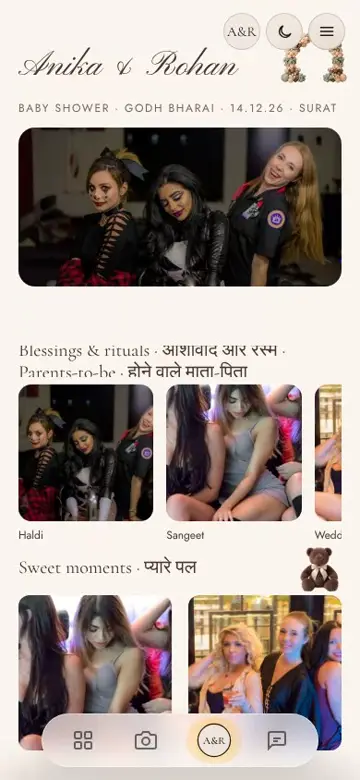 A&R
Anika & Rohan
BABY SHOWER · GODH BHARAI · 14.12.26 · SURAT
Blessings & rituals · आशीर्वाद और रस्में ·
Parents-to-be · होने वाले माता-पिता
Haldi
Sangeet
Wedd
Sweet moments · प्यारे पल
A&R